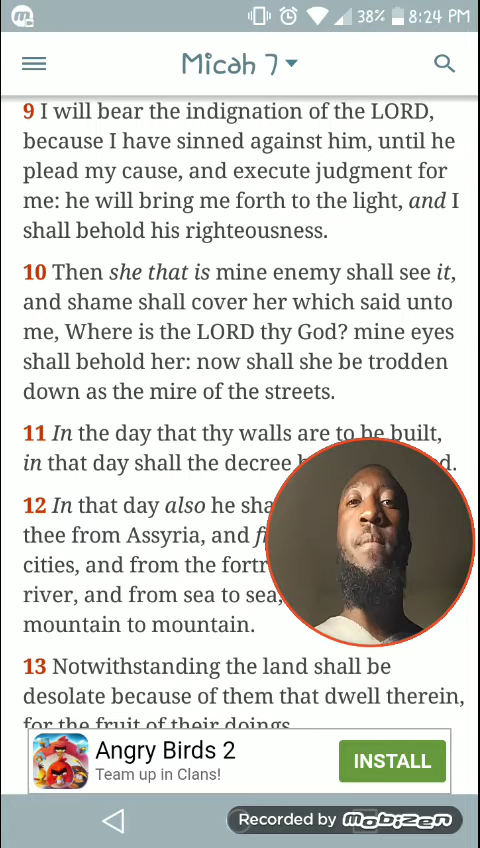 38% 8:24 PM
Micah 7
9 I will bear the indignation of the LORD,
because I have sinned against him, until he
plead my cause, and execute judgment for
me: he will bring me forth to the light, and I
shall behold his righteousness.
10 Then she that is mine enemy shall see it,
and shame shall cover her which said unto
me, Where is the LORD thy God? mine eyes
shall behold her: now shall she be trodden
down as the mire of the streets.
11 In the day that thy walls are to be built,
in that day shall the decree
12 In that day also he
thee from Assyria, and
cities, and from the
river, and from sea to sea,
mountain to mountain.
13 Notwithstanding the land shall be
desolate because of them that dwell therein,
for the fruit of their doings
Angry Birds 2
Team up in Clans!
INSTALL
Recorded by mobizen